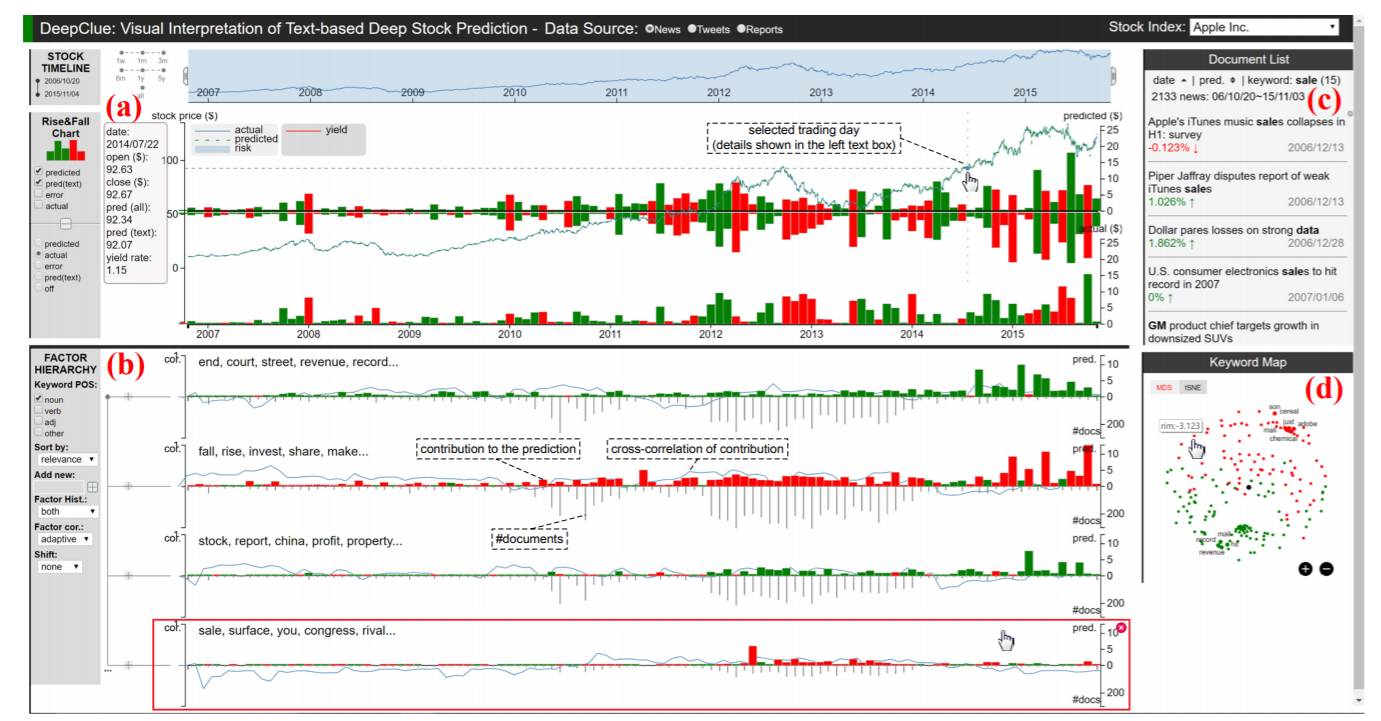 DeepClue: Visual Interpretation of Text-based Deep Stock Prediction - Data Source: News Tweets Reports
Stock Index: Apple Inc.
STOCK
TIMELINE
2006/10/20
2015/11/04
1w 1m 3m
6m 1y 5y
all
(a)
2007 2008 2009 2010 2011 2012 2013 2014 2015
Rise&Fall
Chart
predicted
pred(text)
error
actual
predicted
actual
error
pred(text)
off
date:
2014/07/22
open ($):
92.63
close ($):
92.67
pred (all):
92.34
pred (text):
92.07
yield rate:
1.15
stock price ($)
100
50
0
actual
predicted
risk
yield
selected trading day
(details shown in the left text box)
predicted ($)
25
20
15
10
5
0
actual ($)
25
20
15
10
5
0
2007 2008 2009 2010 2011 2012 2013 2014 2015
FACTOR
HIERARCHY
Keyword POS:
noun
verb
adj
other
Sort by:
relevance
Add new:
Factor Hist.:
both
Factor cor.:
adaptive
Shift:
none
...
(b)
cor.
end, court, street, revenue, record...
pred.
10
5
0
200
#docs
cor.
fall, rise, invest, share, make...
contribution to the prediction
cross-correlation of contribution
#documents
pred.
10
5
0
200
#docs
cor.
stock, report, china, profit, property...
pred.
10
5
0
200
#docs
cor.
sale, surface, you, congress, rival...
pred.
10
5
0
200
#docs
Document List
date | pred. | keyword: sale (15)
2133 news: 06/10/20~15/11/03
(c)
Apple's iTunes music sales collapses in
H1: survey
-0.123% ↓ 2006/12/13
Piper Jaffray disputes report of weak
iTunes sales
1.026% ↑ 2006/12/13
Dollar pares losses on strong data
1.862% ↑ 2006/12/28
U.S. consumer electronics sales to hit
record in 2007
0% ↑ 2007/01/06
GM product chief targets growth in
downsized SUVs
Keyword Map
MDS tSNE
(d)
son
cereal
rim:-3.123
just
adobe
mall
chemical
make
record
hit
revenue